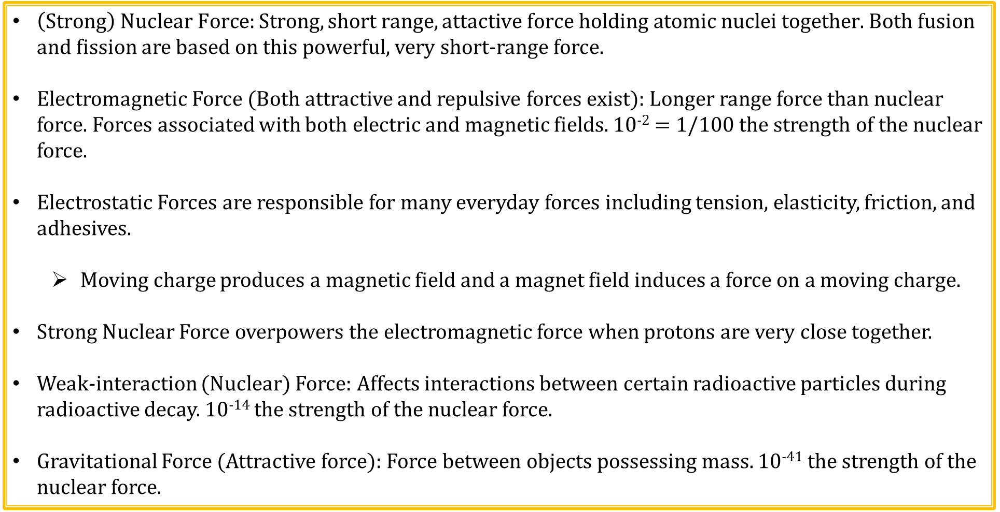 • (Strong) Nuclear Force: Strong, short range, attactive force holding atomic nuclei together. Both fusion
and fission are based on this powerful, very short-range force.
• Electromagnetic Force (Both attractive and repulsive forces exist): Longer range force than nuclear
force. Forces associated with both electric and magnetic fields. 10⁻² = 1/100 the strength of the nuclear
force.
• Electrostatic Forces are responsible for many everyday forces including tension, elasticity, friction, and
adhesives.
➢ Moving charge produces a magnetic field and a magnet field induces a force on a moving charge.
• Strong Nuclear Force overpowers the electromagnetic force when protons are very close together.
• Weak-interaction (Nuclear) Force: Affects interactions between certain radioactive particles during
radioactive decay. 10⁻¹⁴ the strength of the nuclear force.
• Gravitational Force (Attractive force): Force between objects possessing mass. 10⁻⁴¹ the strength of the
nuclear force.